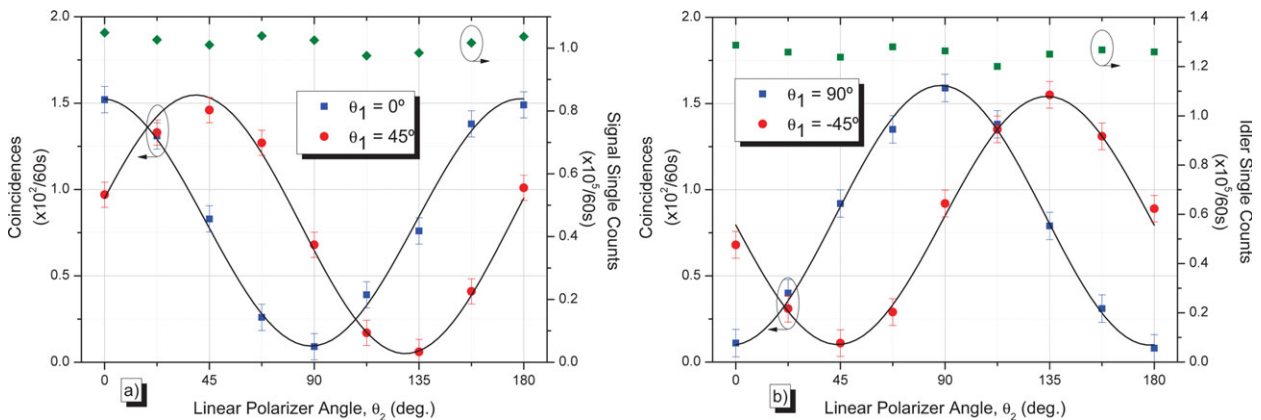 2.0
1.5
1.0
0.5
0.0
Coincidences
(x10²/60s)
θ₁ = 0º
θ₁ = 45º
1.0
0.8
0.6
0.4
0.2
0.0
Signal Single Counts
(x10⁵/60s)
0 45 90 135 180
a)
Linear Polarizer Angle, θ₂ (deg.)
2.0
1.5
1.0
0.5
0.0
Coincidences
(x10²/60s)
θ₁ = 90º
θ₁ = -45º
1.4
1.2
1.0
0.8
0.6
0.4
0.2
0.0
Idler Single Counts
(x10⁵/60s)
0 45 90 135 180
b)
Linear Polarizer Angle, θ₂ (deg.)